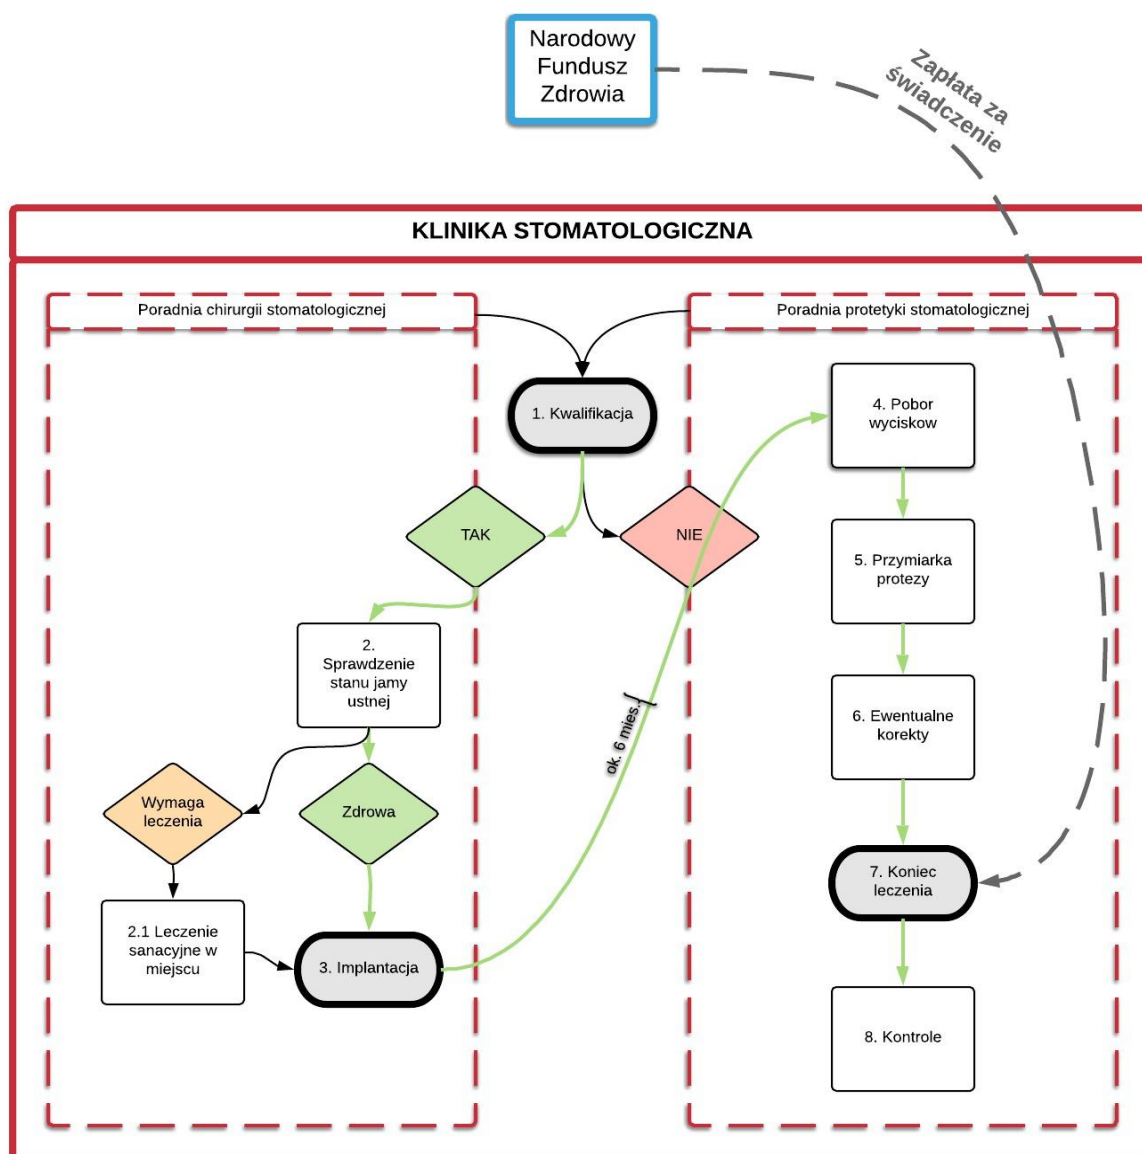 Narodowy
Fundusz
Zdrowia
Zapłata za
świadczenie
KLINIKA STOMATOLOGICZNA
Poradnia chirurgii stomatologicznej
Poradnia protetyki stomatologicznej
1. Kwalifikacja
TAK
NIE
2.
Sprawdzenie
stanu jamy
ustnej
Wymaga
leczenia
Zdrowa
2.1 Leczenie
sanacyjne w
miejscu
3. Implantacja
ok. 6 mies.
4. Pobor
wyciskow
5. Przymiarka
protezy
6. Ewentualne
korekty
7. Koniec
leczenia
8. Kontrole